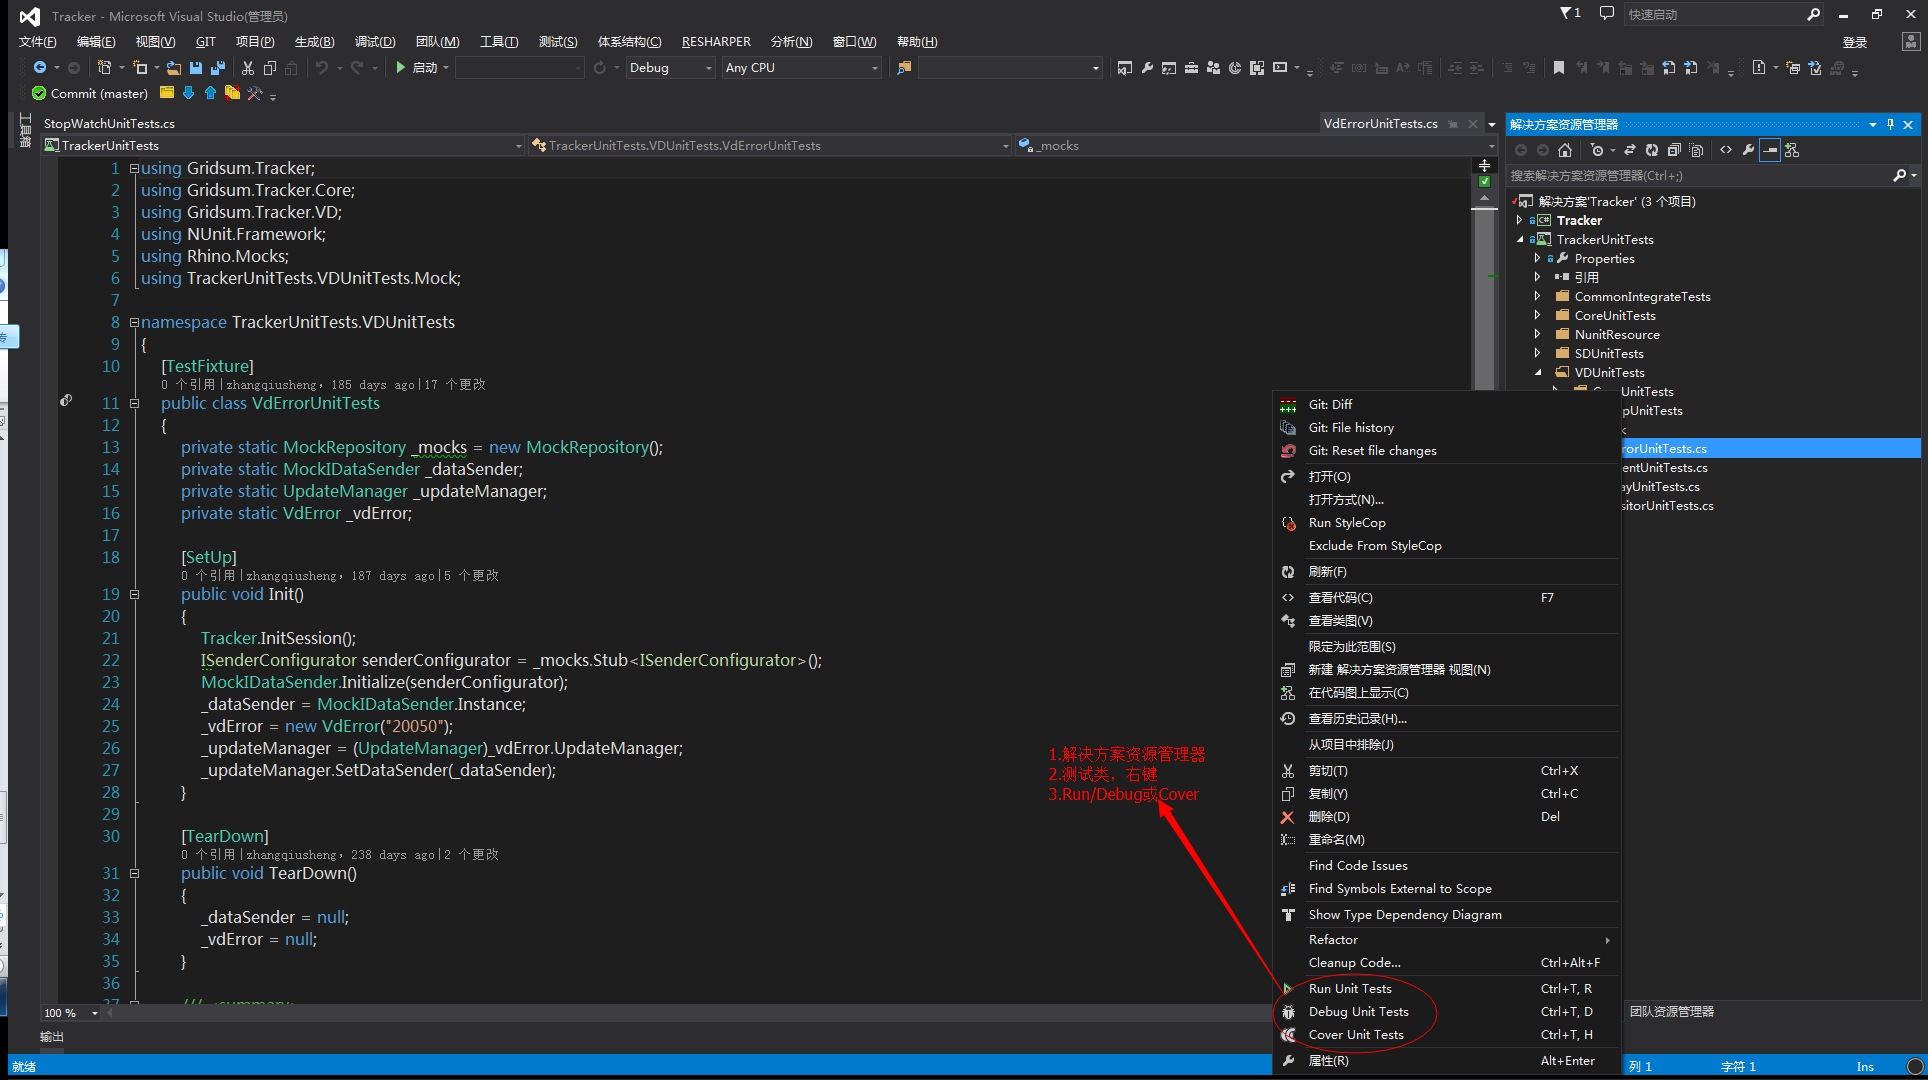 Tracker - Microsoft Visual Studio(管理员)
1
快速启动
文件(F) 编辑(E) 视图(V) GIT 项目(P) 生成(B) 调试(D) 团队(M) 工具(T) 测试(S) 体系结构(C) RESHARPER 分析(N) 窗口(W) 帮助(H)
登录
启动 Debug Any CPU
Commit (master)
工具箱
StopWatchUnitTests.cs
VdErrorUnitTests.cs
TrackerUnitTests
TrackerUnitTests.VDUnitTests.VdErrorUnitTests
_mocks
1 using Gridsum.Tracker;
2 using Gridsum.Tracker.Core;
3 using Gridsum.Tracker.VD;
4 using NUnit.Framework;
5 using Rhino.Mocks;
6 using TrackerUnitTests.VDUnitTests.Mock;
7
8 namespace TrackerUnitTests.VDUnitTests
9 {
10 [TestFixture]
0 个引用|zhangqiusheng，185 days ago|17 个更改
11 public class VdErrorUnitTests
12 {
13 private static MockRepository _mocks = new MockRepository();
14 private static MockIDataSender _dataSender;
15 private static UpdateManager _updateManager;
16 private static VdError _vdError;
17
18 [SetUp]
0 个引用|zhangqiusheng，187 days ago|5 个更改
19 public void Init()
20 {
21 Tracker.InitSession();
22 ISenderConfigurator senderConfigurator = _mocks.Stub<ISenderConfigurator>();
23 MockIDataSender.Initialize(senderConfigurator);
24 _dataSender = MockIDataSender.Instance;
25 _vdError = new VdError("20050");
26 _updateManager = (UpdateManager)_vdError.UpdateManager;
27 _updateManager.SetDataSender(_dataSender);
28 }
29
30 [TearDown]
0 个引用|zhangqiusheng，238 days ago|2 个更改
31 public void TearDown()
32 {
33 _dataSender = null;
34 _vdError = null;
35 }
36
37 /// <summary>
100 %
输出
就绪
1.解决方案资源管理器
2.测试类，右键
3.Run/Debug或Cover
解决方案资源管理器
搜索解决方案资源管理器(Ctrl+;)
解决方案'Tracker' (3 个项目)
Tracker
TrackerUnitTests
Properties
引用
CommonIntegrateTests
CoreUnitTests
NunitResource
SDUnitTests
VDUnitTests
UnitTests
pUnitTests
rorUnitTests.cs
entUnitTests.cs
ayUnitTests.cs
sitorUnitTests.cs
Git: Diff
Git: File history
Git: Reset file changes
打开(O)
打开方式(N)...
Run StyleCop
Exclude From StyleCop
刷新(F)
查看代码(C) F7
查看类图(V)
限定为此范围(S)
新建 解决方案资源管理器 视图(N)
在代码图上显示(C)
查看历史记录(H)...
从项目中排除(J)
剪切(T) Ctrl+X
复制(Y) Ctrl+C
删除(D) Del
重命名(M)
Find Code Issues
Find Symbols External to Scope
Show Type Dependency Diagram
Refactor
Cleanup Code... Ctrl+Alt+F
Run Unit Tests Ctrl+T, R
Debug Unit Tests Ctrl+T, D
Cover Unit Tests Ctrl+T, H
属性(R) Alt+Enter
团队资源管理器
列 1 字符 1 Ins